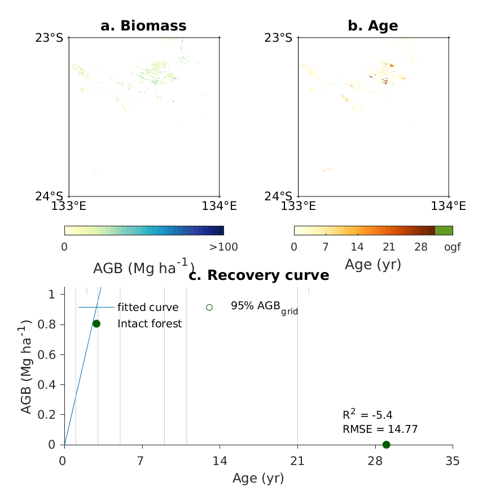 a. Biomass
b. Age
23°S
23°S
24°S
24°S
133°E
134°E
133°E
134°E
0
>100
0
7
14
21
28
ogf
AGB (Mg ha⁻¹)
Age (yr)
c. Recovery curve
fitted curve
95% AGB_grid
Intact forest
1
0.8
0.6
0.4
0.2
0
AGB (Mg ha⁻¹)
R² = -5.4
RMSE = 14.77
0
7
14
21
28
35
Age (yr)